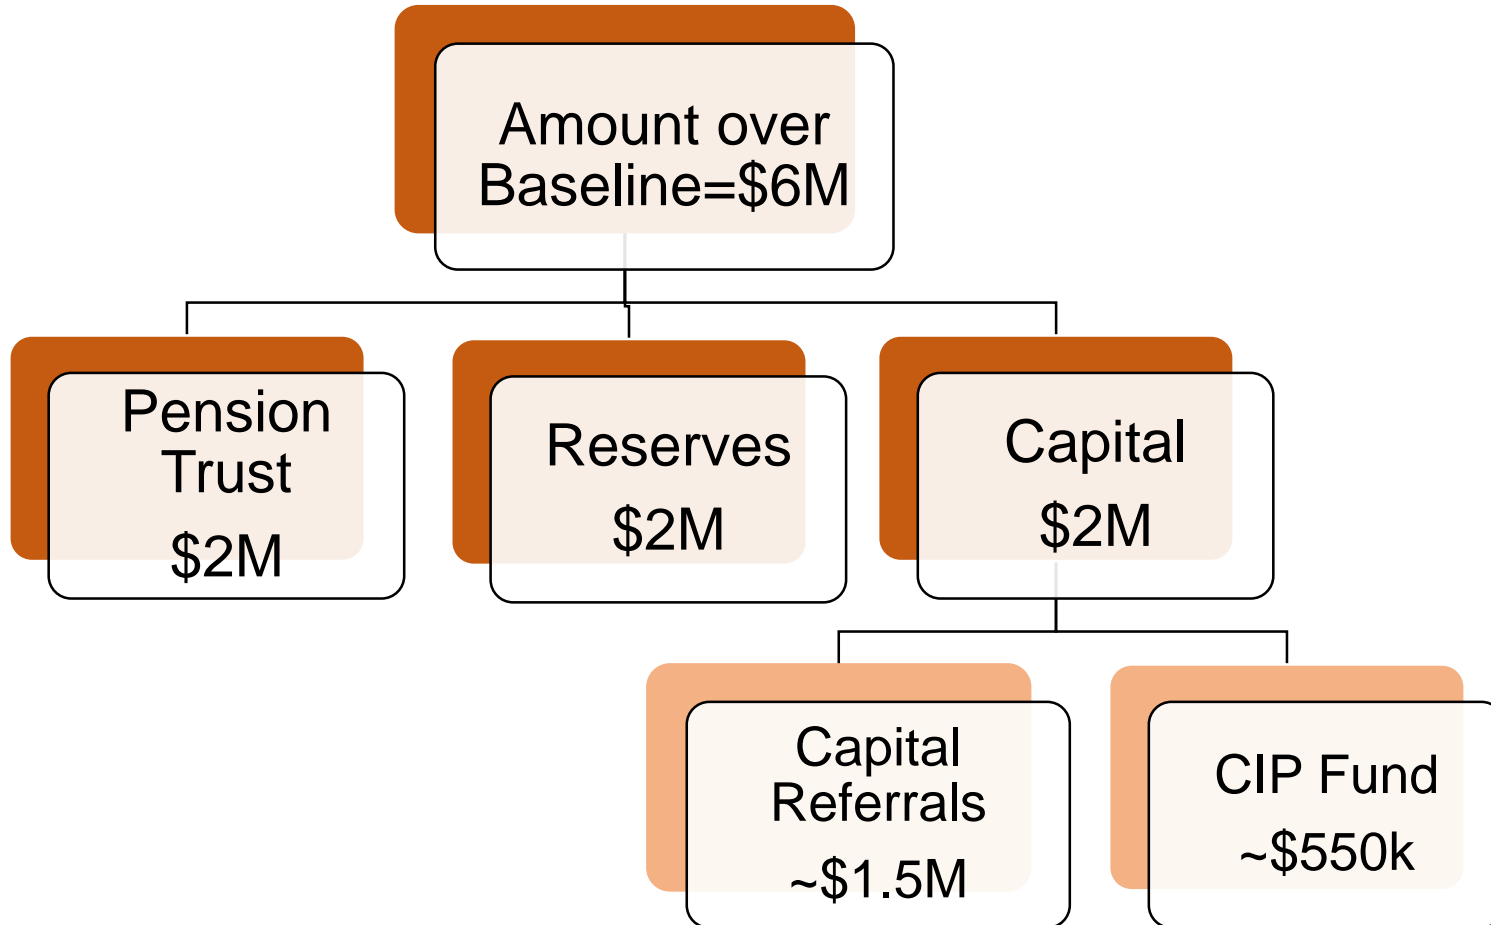 Amount over
Baseline=$6M
Pension
Trust
$2M
Reserves
$2M
Capital
$2M
Capital
Referrals
~$1.5M
CIP Fund
~$550k